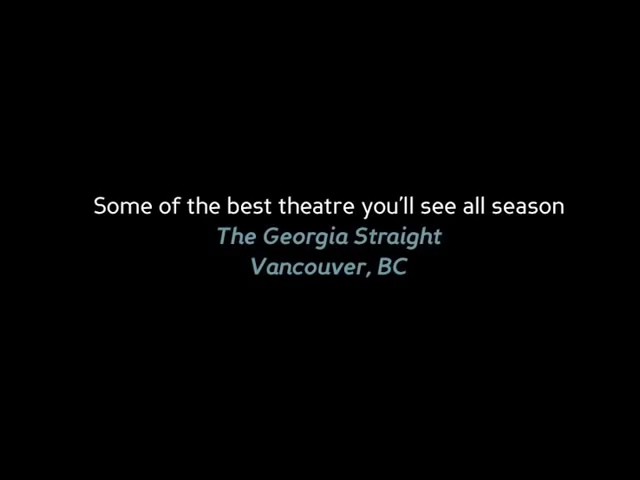 Some of the best theatre you'll see all season
The Georgia Straight
Vancouver, BC